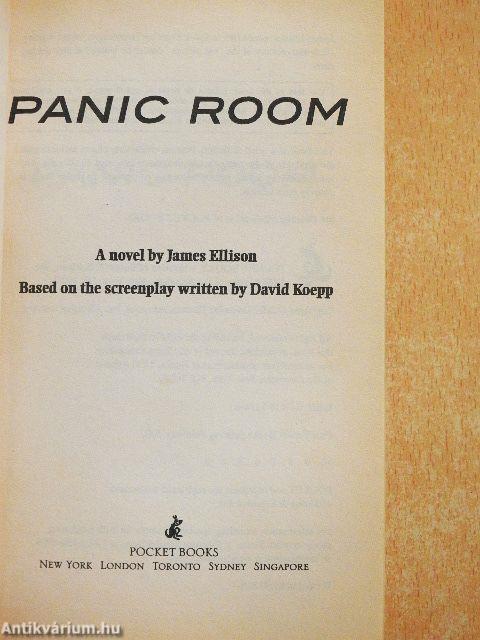 PANIC ROOM
A novel by James Ellison
Based on the screenplay written by David Koepp
POCKET BOOKS
NEW YORK LONDON TORONTO SYDNEY SINGAPORE
Antikvárium.hu